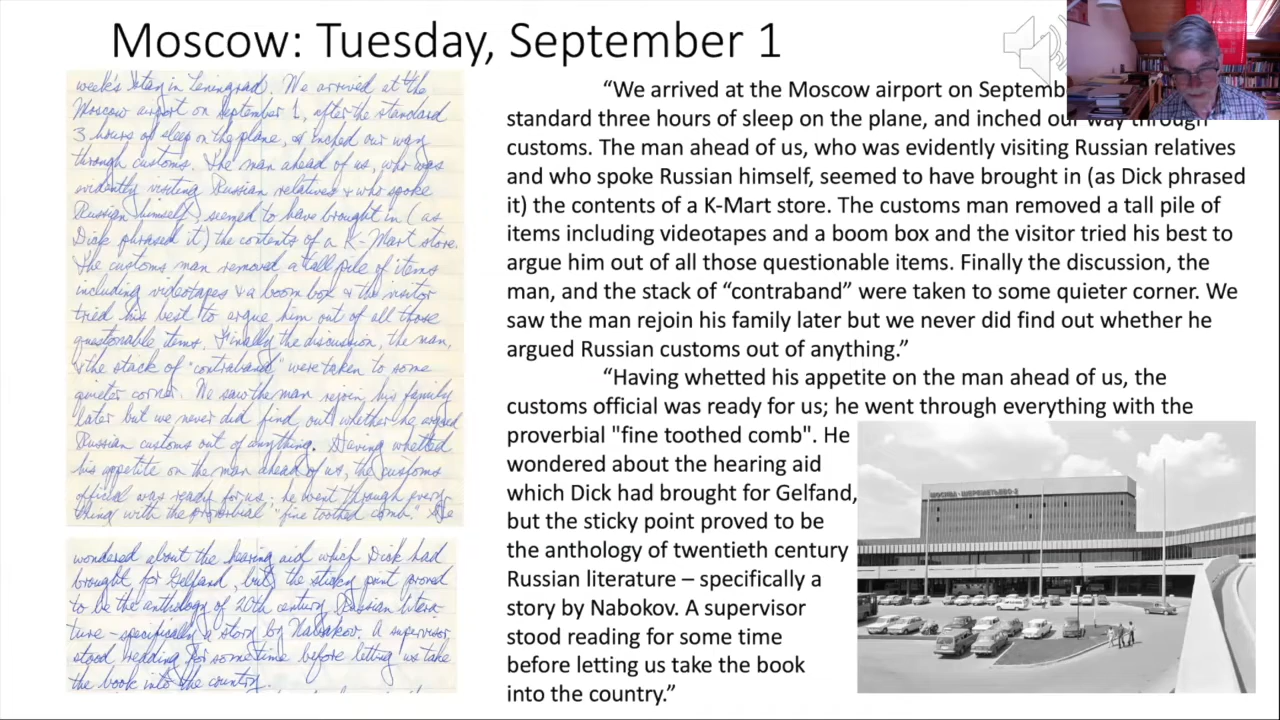 Moscow: Tuesday, September 1
week's stay in Leningrad. We arrived at the
Moscow airport on September 1, after the standard
3 hours of sleep on the plane, & inched our way
through customs. The man ahead of us, who was
evidently visiting Russian relatives & who spoke
Russian himself, seemed to have brought in (as
Dick phrased it) the contents of a K-Mart store.
The customs man removed a tall pile of items
including videotapes & a boom box & the visitor
tried his best to argue him out of all those
questionable items. Finally the discussion, the man,
& the stack of "contraband" were taken to some
quieter corner. We saw the man rejoin his family
later but we never did find out whether he argued
Russian customs out of anything. Having whetted
his appetite on the man ahead of us, the customs
official was ready for us; he went through every-
thing with the proverbial "fine toothed comb." He
wondered about the hearing aid which Dick had
brought for Gelfand, but the sticky point proved
to be the anthology of 20th century Russian litera-
ture – specifically a story by Nabakov. A supervisor
stood reading for some time before letting us take
the book into the country.
“We arrived at the Moscow airport on Septemb
standard three hours of sleep on the plane, and inched our way through
customs. The man ahead of us, who was evidently visiting Russian relatives
and who spoke Russian himself, seemed to have brought in (as Dick phrased
it) the contents of a K-Mart store. The customs man removed a tall pile of
items including videotapes and a boom box and the visitor tried his best to
argue him out of all those questionable items. Finally the discussion, the
man, and the stack of “contraband” were taken to some quieter corner. We
saw the man rejoin his family later but we never did find out whether he
argued Russian customs out of anything.”
“Having whetted his appetite on the man ahead of us, the
customs official was ready for us; he went through everything with the
proverbial "fine toothed comb". He
wondered about the hearing aid
which Dick had brought for Gelfand,
but the sticky point proved to be
the anthology of twentieth century
Russian literature – specifically a
story by Nabokov. A supervisor
stood reading for some time
before letting us take the book
into the country.”
МОСКВА-ШЕРЕМЕТЬЕВО-2